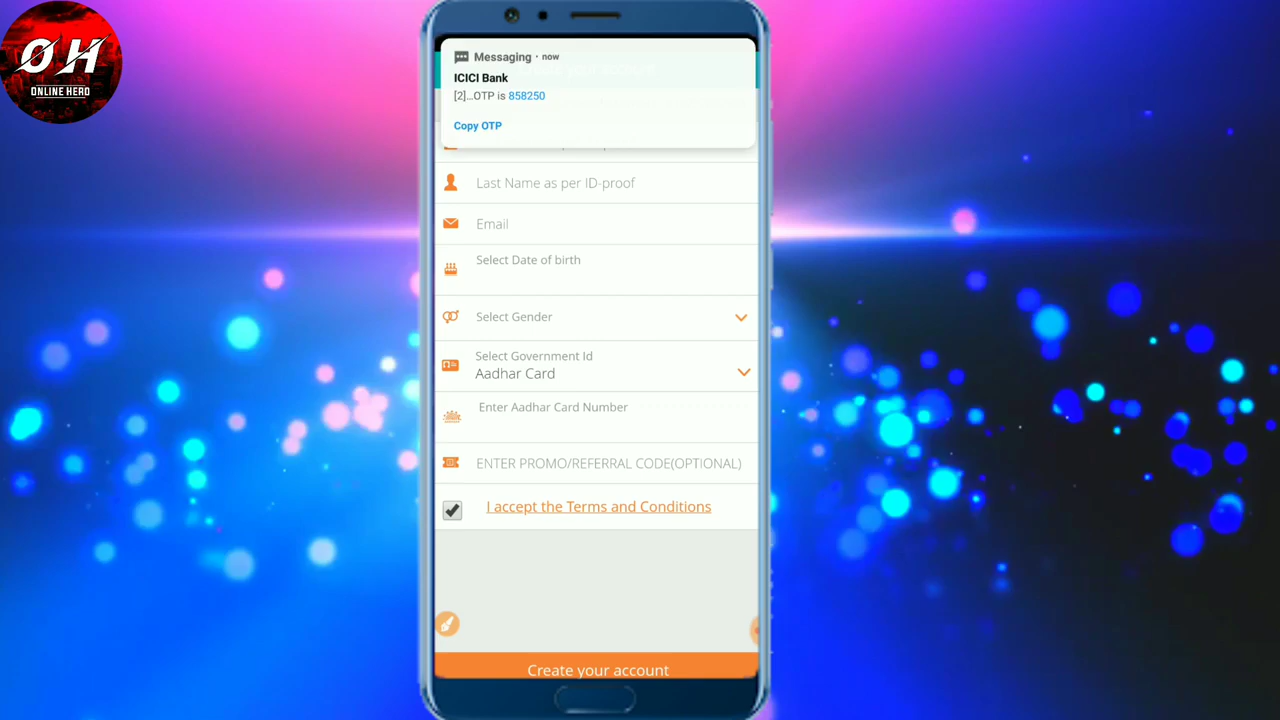 ØH
ONLINE HERO
Messaging · now
ICICI Bank
[2]...OTP is 858250
Copy OTP
Last Name as per ID-proof
Email
Select Date of birth
Select Gender
Select Government Id
Aadhar Card
Enter Aadhar Card Number
ENTER PROMO/REFERRAL CODE(OPTIONAL)
I accept the Terms and Conditions
Create your account